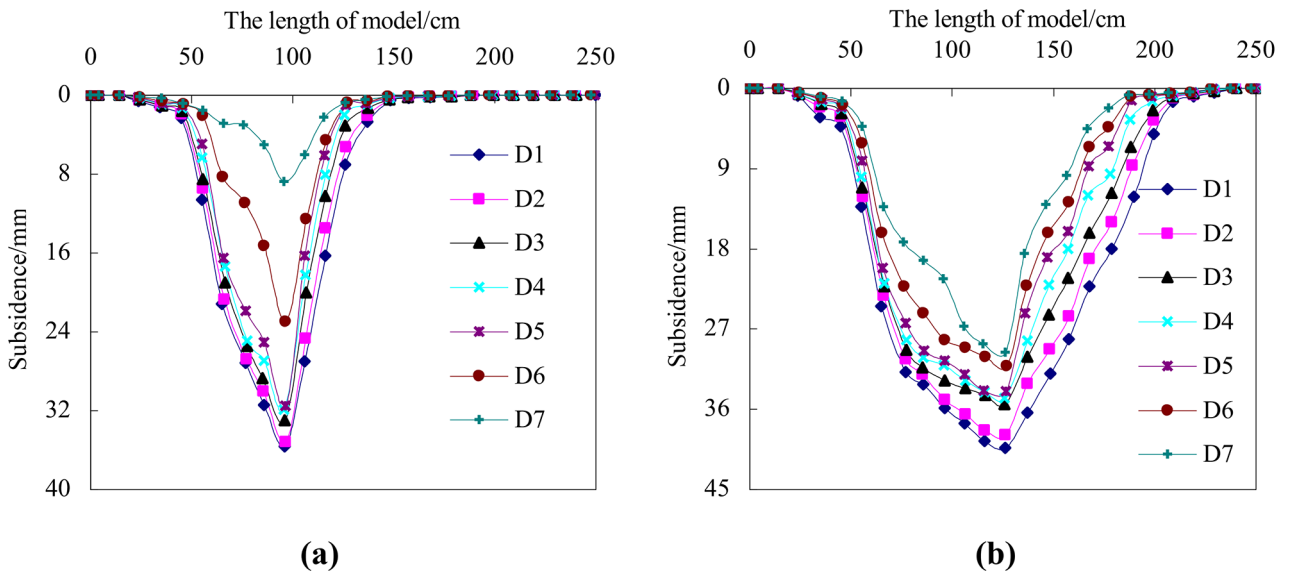 The length of model/cm
0 50 100 150 200 250
0
8
16
24
32
40
Subsidence/mm
D1
D2
D3
D4
D5
D6
D7
(a)
The length of model/cm
0 50 100 150 200 250
0
9
18
27
36
45
Subsidence/mm
D1
D2
D3
D4
D5
D6
D7
(b)